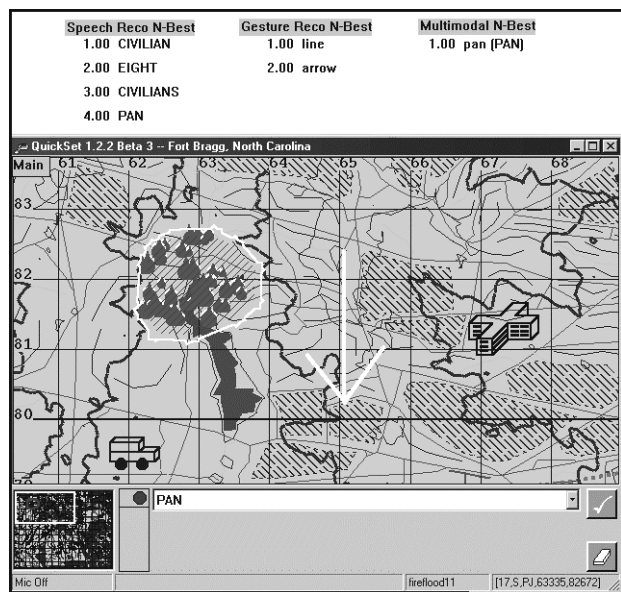 Speech Reco N-Best Gesture Reco N-Best Multimodal N-Best
1.00 CIVILIAN 1.00 line 1.00 pan (PAN)
2.00 EIGHT 2.00 arrow
3.00 CIVILIANS
4.00 PAN
QuickSet 1.2.2 Beta 3 -- Fort Bragg, North Carolina
Main 61 62 63 64 65 66 67 68
83
82
81
80
PAN
Mic Off fireflood11 [17,S,PJ,63335,82672]